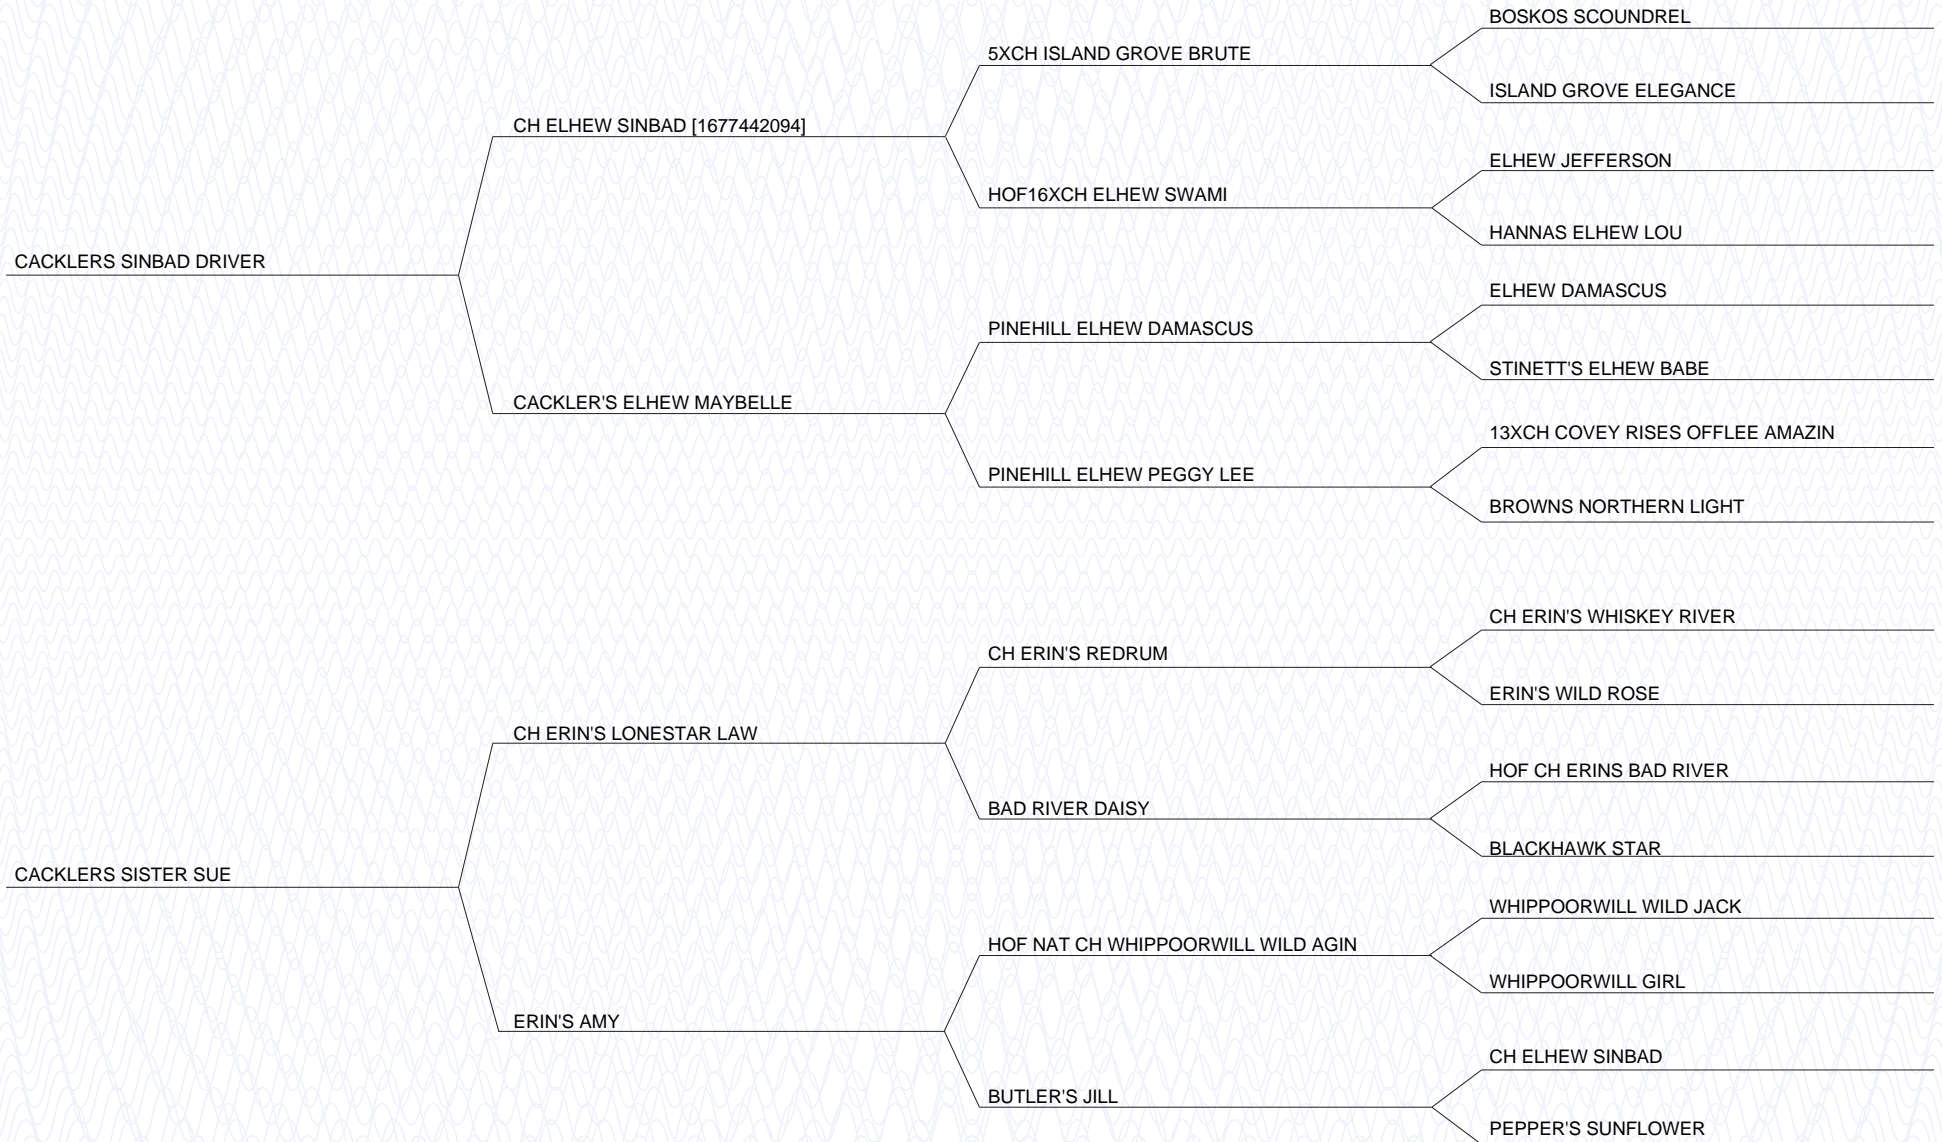 BOSKOS SCOUNDREL
5XCH ISLAND GROVE BRUTE
ISLAND GROVE ELEGANCE
CH ELHEW SINBAD [1677442094]
ELHEW JEFFERSON
HOF16XCH ELHEW SWAMI
HANNAS ELHEW LOU
CACKLERS SINBAD DRIVER
ELHEW DAMASCUS
PINEHILL ELHEW DAMASCUS
STINETT'S ELHEW BABE
CACKLER'S ELHEW MAYBELLE
13XCH COVEY RISES OFFLEE AMAZIN
PINEHILL ELHEW PEGGY LEE
BROWNS NORTHERN LIGHT
CH ERIN'S WHISKEY RIVER
CH ERIN'S REDRUM
ERIN'S WILD ROSE
CH ERIN'S LONESTAR LAW
HOF CH ERINS BAD RIVER
BAD RIVER DAISY
BLACKHAWK STAR
CACKLERS SISTER SUE
WHIPPOORWILL WILD JACK
HOF NAT CH WHIPPOORWILL WILD AGIN
WHIPPOORWILL GIRL
ERIN'S AMY
CH ELHEW SINBAD
BUTLER'S JILL
PEPPER'S SUNFLOWER